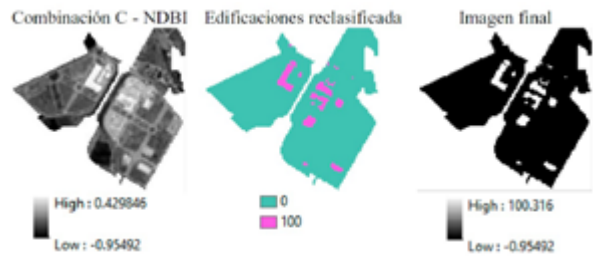 Combinación C - NDBI
Edificaciones reclasificada
Imagen final
High : 0.429846
Low : -0.95492
0
100
High : 100.316
Low : -0.95492